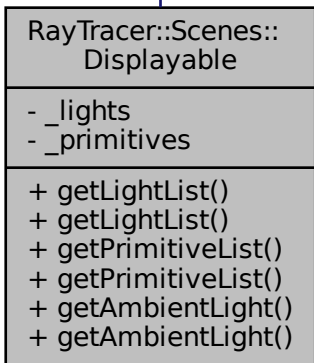 RayTracer::Scenes::
Displayable
- _lights
- _primitives
+ getLightList()
+ getLightList()
+ getPrimitiveList()
+ getPrimitiveList()
+ getAmbientLight()
+ getAmbientLight()